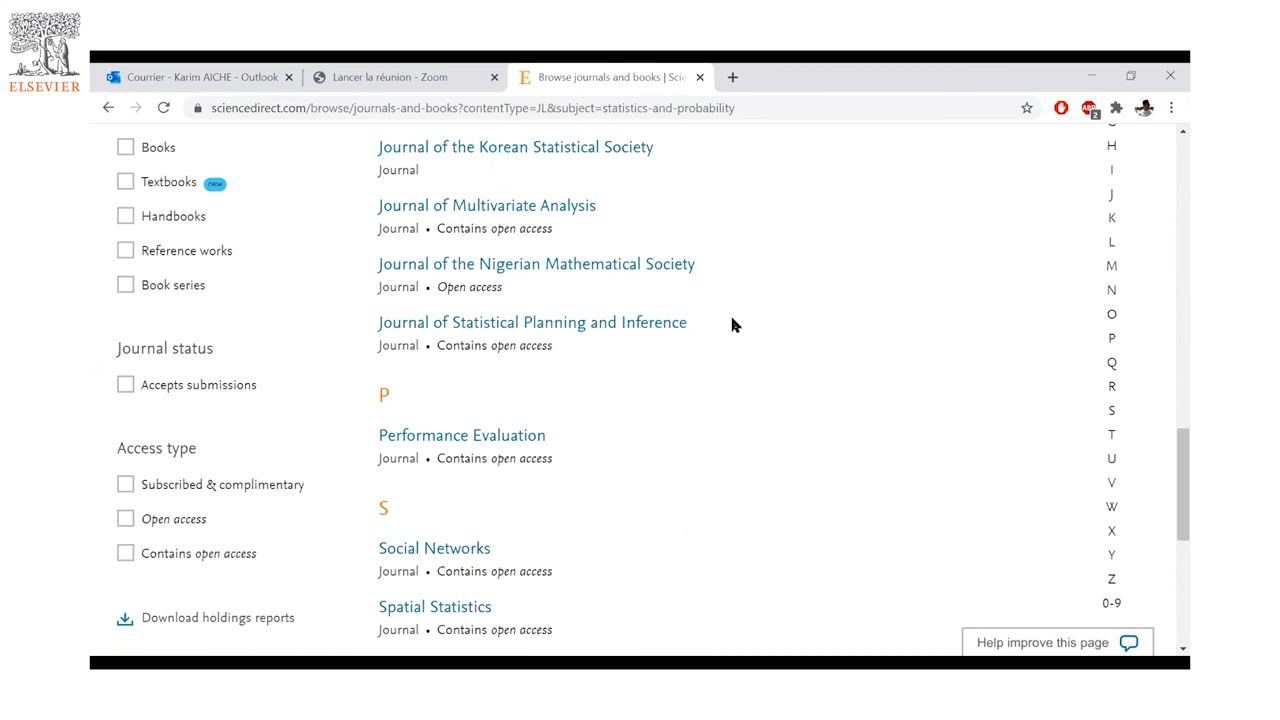 ELSEVIER
Courrier - Karim AICHE - Outlook
Lancer la réunion - Zoom
E Browse journals and books | Scie
sciencedirect.com/browse/journals-and-books?contentType=JL&subject=statistics-and-probability
ABP
2
Books
Textbooks new
Handbooks
Reference works
Book series
Journal status
Accepts submissions
Access type
Subscribed & complimentary
Open access
Contains open access
Download holdings reports
Journal of the Korean Statistical Society
Journal
Journal of Multivariate Analysis
Journal • Contains open access
Journal of the Nigerian Mathematical Society
Journal • Open access
Journal of Statistical Planning and Inference
Journal • Contains open access
P
Performance Evaluation
Journal • Contains open access
S
Social Networks
Journal • Contains open access
Spatial Statistics
Journal • Contains open access
H
I
J
K
L
M
N
O
P
Q
R
S
T
U
V
W
X
Y
Z
0-9
Help improve this page